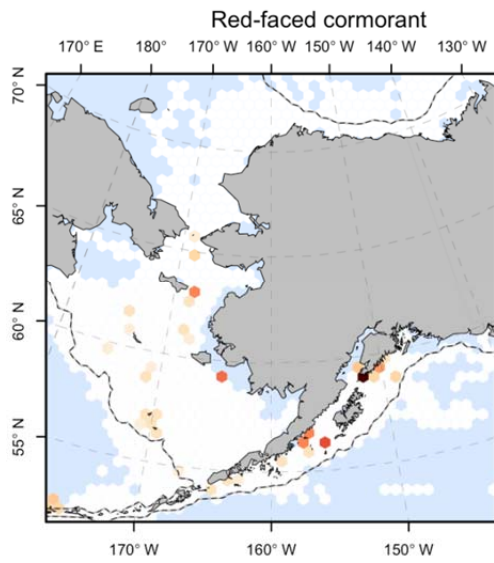 Red-faced cormorant
170° E 180° 170° W 160° W 150° W 140° W 130° W
70° N
65° N
60° N
55° N
170° W 160° W 150° W